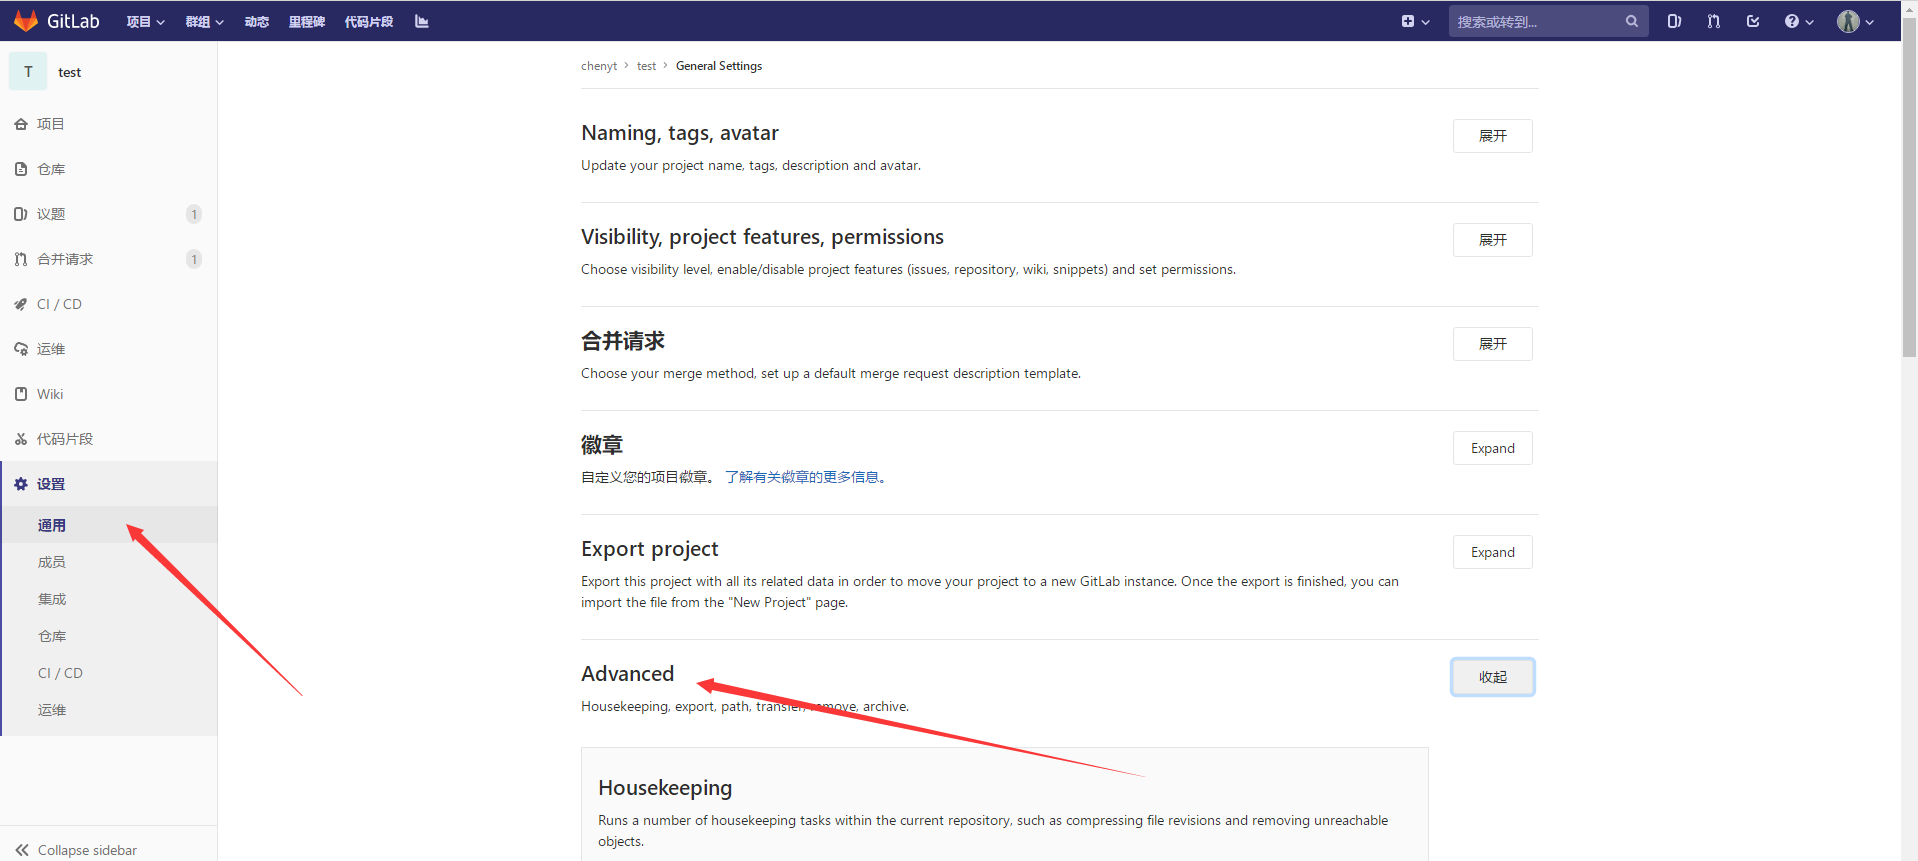 GitLab 项目 群组 动态 里程碑 代码片段 搜索或转到...
T test
项目
仓库
议题 1
合并请求 1
CI / CD
运维
Wiki
代码片段
设置
通用
成员
集成
仓库
CI / CD
运维
Collapse sidebar
chenyt > test > General Settings
Naming, tags, avatar
展开
Update your project name, tags, description and avatar.
Visibility, project features, permissions
展开
Choose visibility level, enable/disable project features (issues, repository, wiki, snippets) and set permissions.
合并请求
展开
Choose your merge method, set up a default merge request description template.
徽章
Expand
自定义您的项目徽章。 了解有关徽章的更多信息。
Export project
Expand
Export this project with all its related data in order to move your project to a new GitLab instance. Once the export is finished, you can
import the file from the "New Project" page.
Advanced
收起
Housekeeping, export, path, transfer, remove, archive.
Housekeeping
Runs a number of housekeeping tasks within the current repository, such as compressing file revisions and removing unreachable
objects.